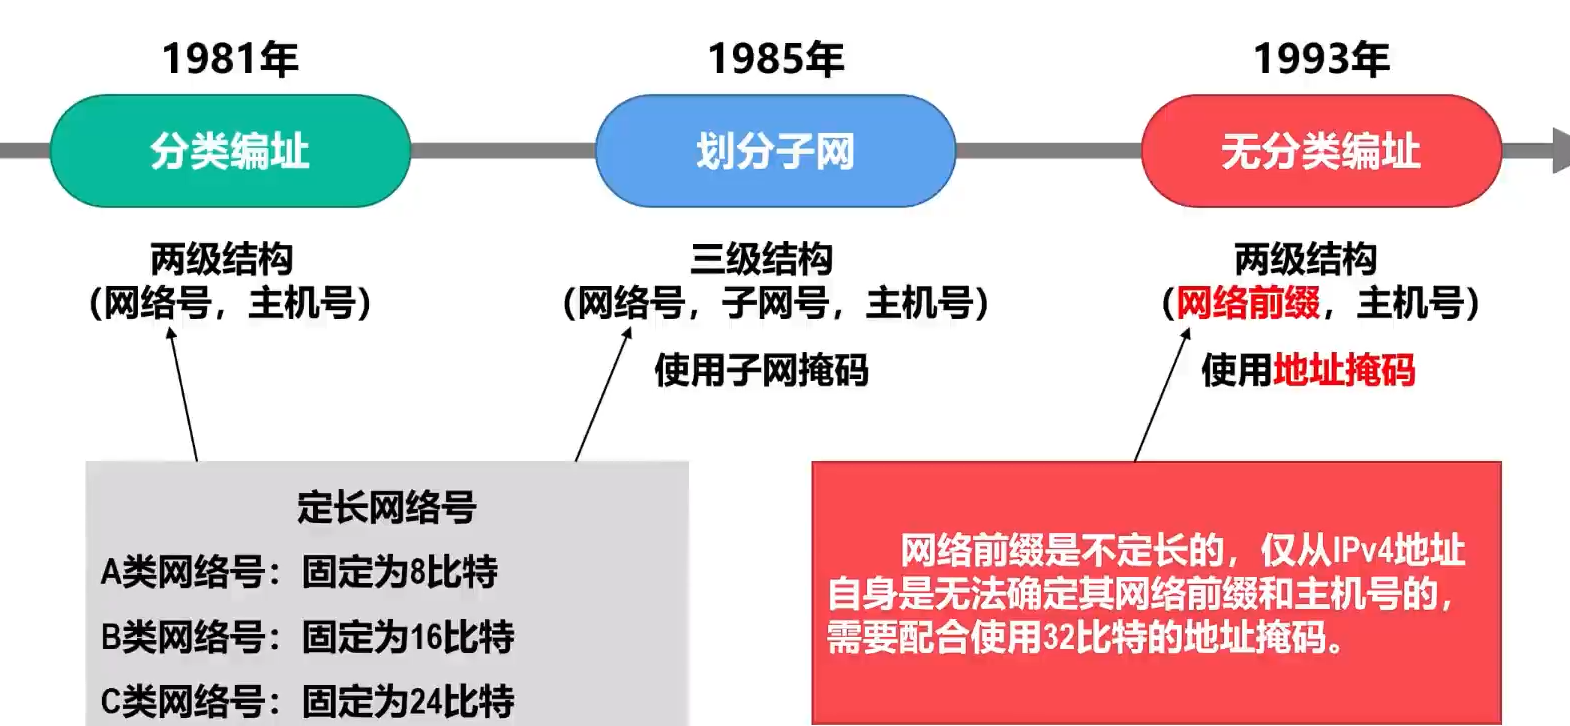 1981年
1985年
1993年
分类编址
划分子网
无分类编址
两级结构
（网络号，主机号）
三级结构
（网络号，子网号，主机号）
使用子网掩码
两级结构
（网络前缀，主机号）
使用地址掩码
定长网络号
A类网络号：固定为8比特
B类网络号：固定为16比特
C类网络号：固定为24比特
网络前缀是不定长的，仅从IPv4地址
自身是无法确定其网络前缀和主机号的，
需要配合使用32比特的地址掩码。